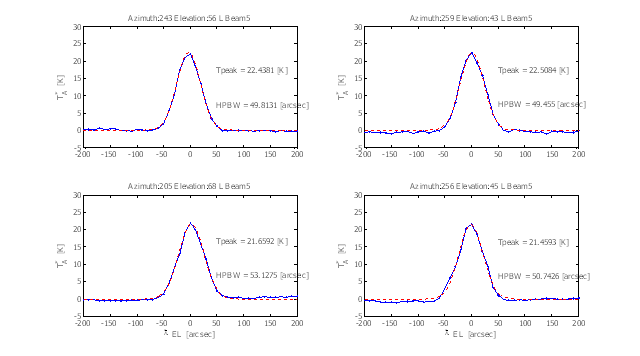 Azimuth:243 Elevation:56 L Beam5
Azimuth:259 Elevation:43 L Beam5
30
25
20
15
10
5
0
-5
T*A [K]
Tpeak = 22.4381 [K]
HPBW = 49.8131 [arcsec]
-200 -150 -100 -50 0 50 100 150 200
30
25
20
15
10
5
0
-5
T*A [K]
Tpeak = 22.5084 [K]
HPBW = 49.455 [arcsec]
-200 -150 -100 -50 0 50 100 150 200
Azimuth:205 Elevation:68 L Beam5
Azimuth:256 Elevation:45 L Beam5
30
25
20
15
10
5
0
-5
T*A [K]
Tpeak = 21.6592 [K]
HPBW = 53.1275 [arcsec]
-200 -150 -100 -50 0 50 100 150 200
EL [arcsec]
30
25
20
15
10
5
0
-5
T*A [K]
Tpeak = 21.4593 [K]
HPBW = 50.7426 [arcsec]
-200 -150 -100 -50 0 50 100 150 200
EL [arcsec]